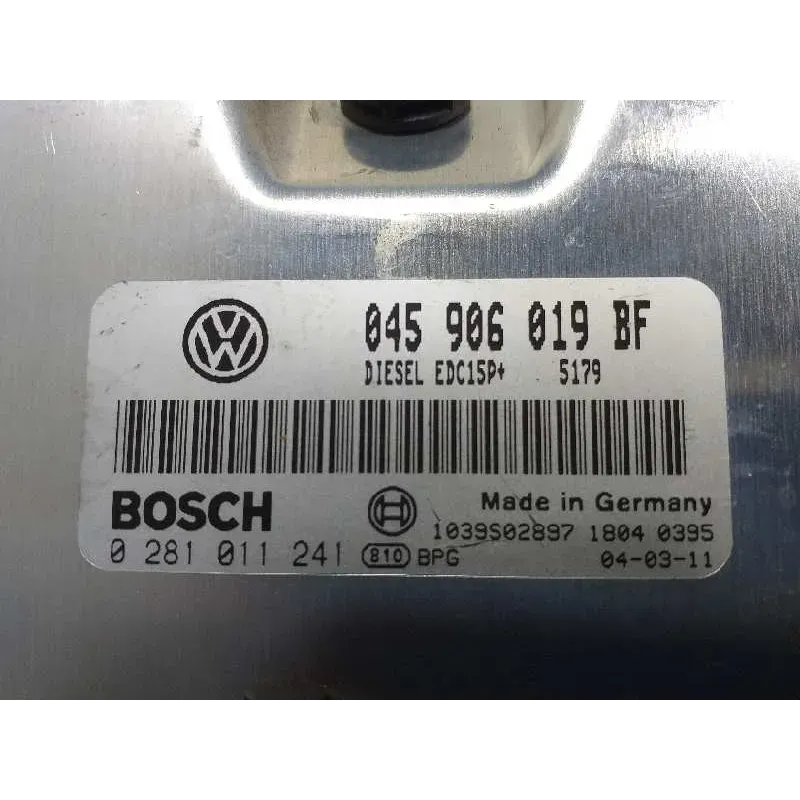 045 906 019 BF
DIESEL EDC15P+ 5179
BOSCH
Made in Germany
1039S02897 1804 0395
0 281 011 241 810 BPG 04-03-11